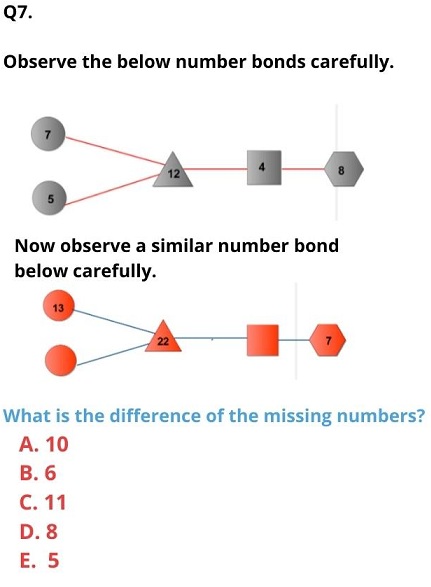 Q7.
Observe the below number bonds carefully.
7
12
4
8
5
Now observe a similar number bond
below carefully.
13
22
7
What is the difference of the missing numbers?
A. 10
B. 6
C. 11
D. 8
E. 5